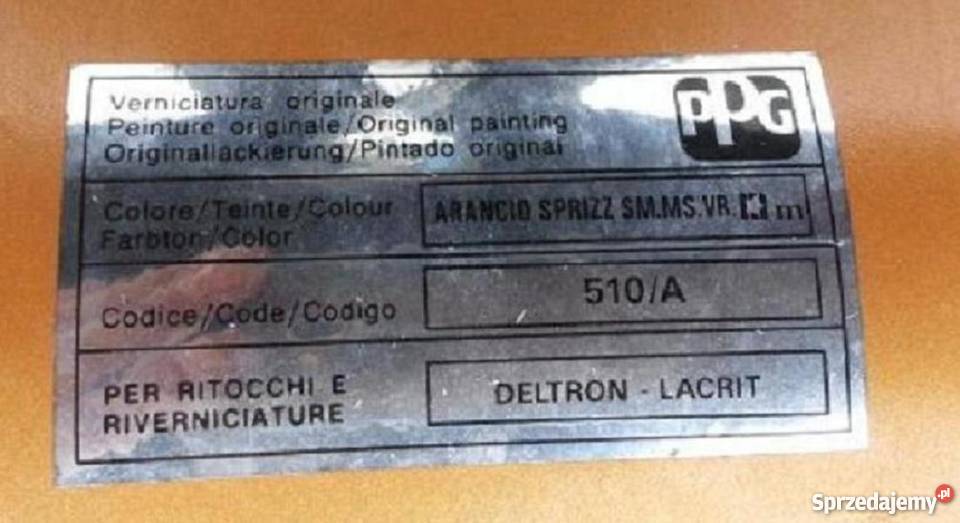 Verniciatura originale
Peinture originale/Original painting
Originallackierung/Pintado original
PPG
Colore/Teinte/Colour
Farbton/Color
ARANCIO SPRIZZ SM.MS.VR. m
Codice/Code/Codigo
510/A
PER RITOCCHI E
RIVERNICIATURE
DELTRON - LACRIT
Sprzedajemy.pl